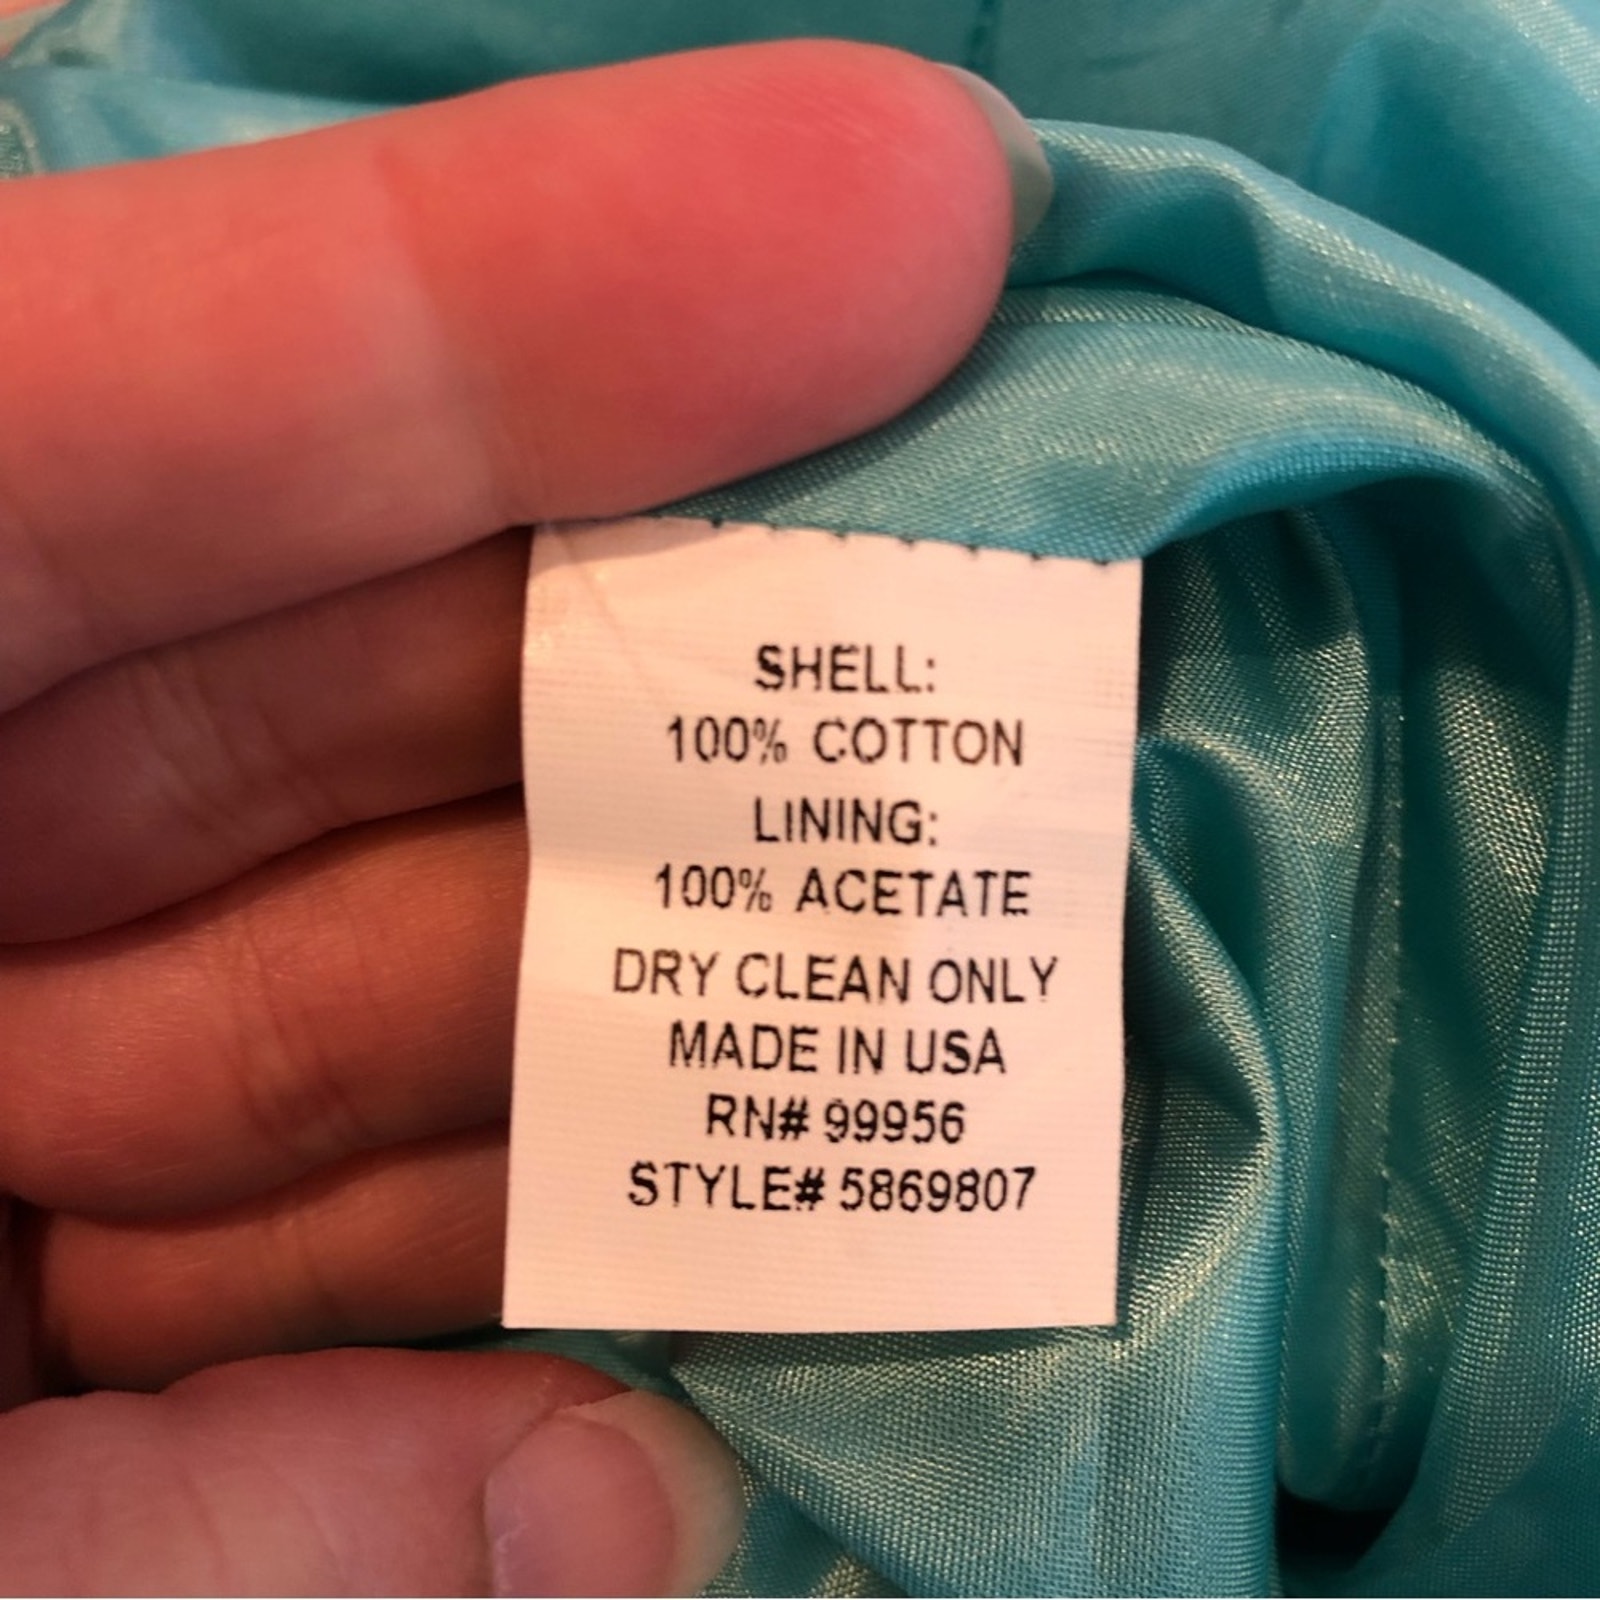 SHELL:
100% COTTON
LINING:
100% ACETATE
DRY CLEAN ONLY
MADE IN USA
RN# 99956
STYLE# 5869807